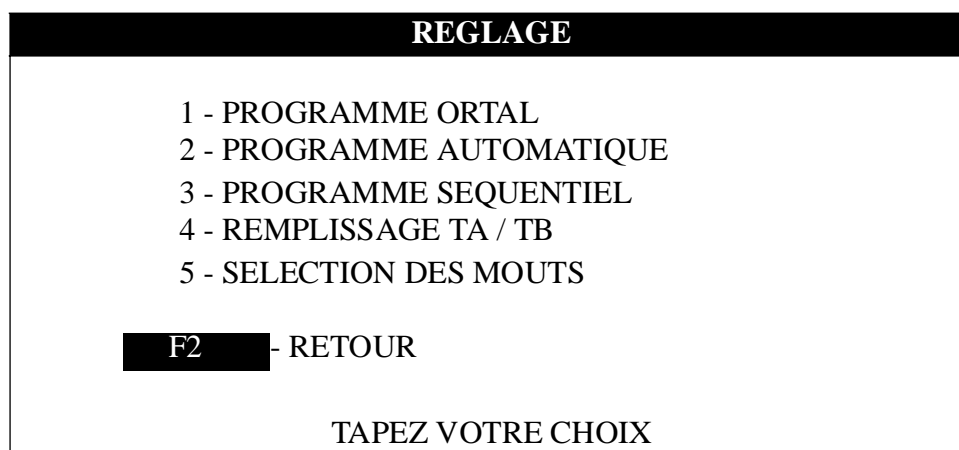 REGLAGE
1 - PROGRAMME ORTAL
2 - PROGRAMME AUTOMATIQUE
3 - PROGRAMME SEQUENTIEL
4 - REMPLISSAGE TA / TB
5 - SELECTION DES MOUTS
F2 - RETOUR
TAPEZ VOTRE CHOIX